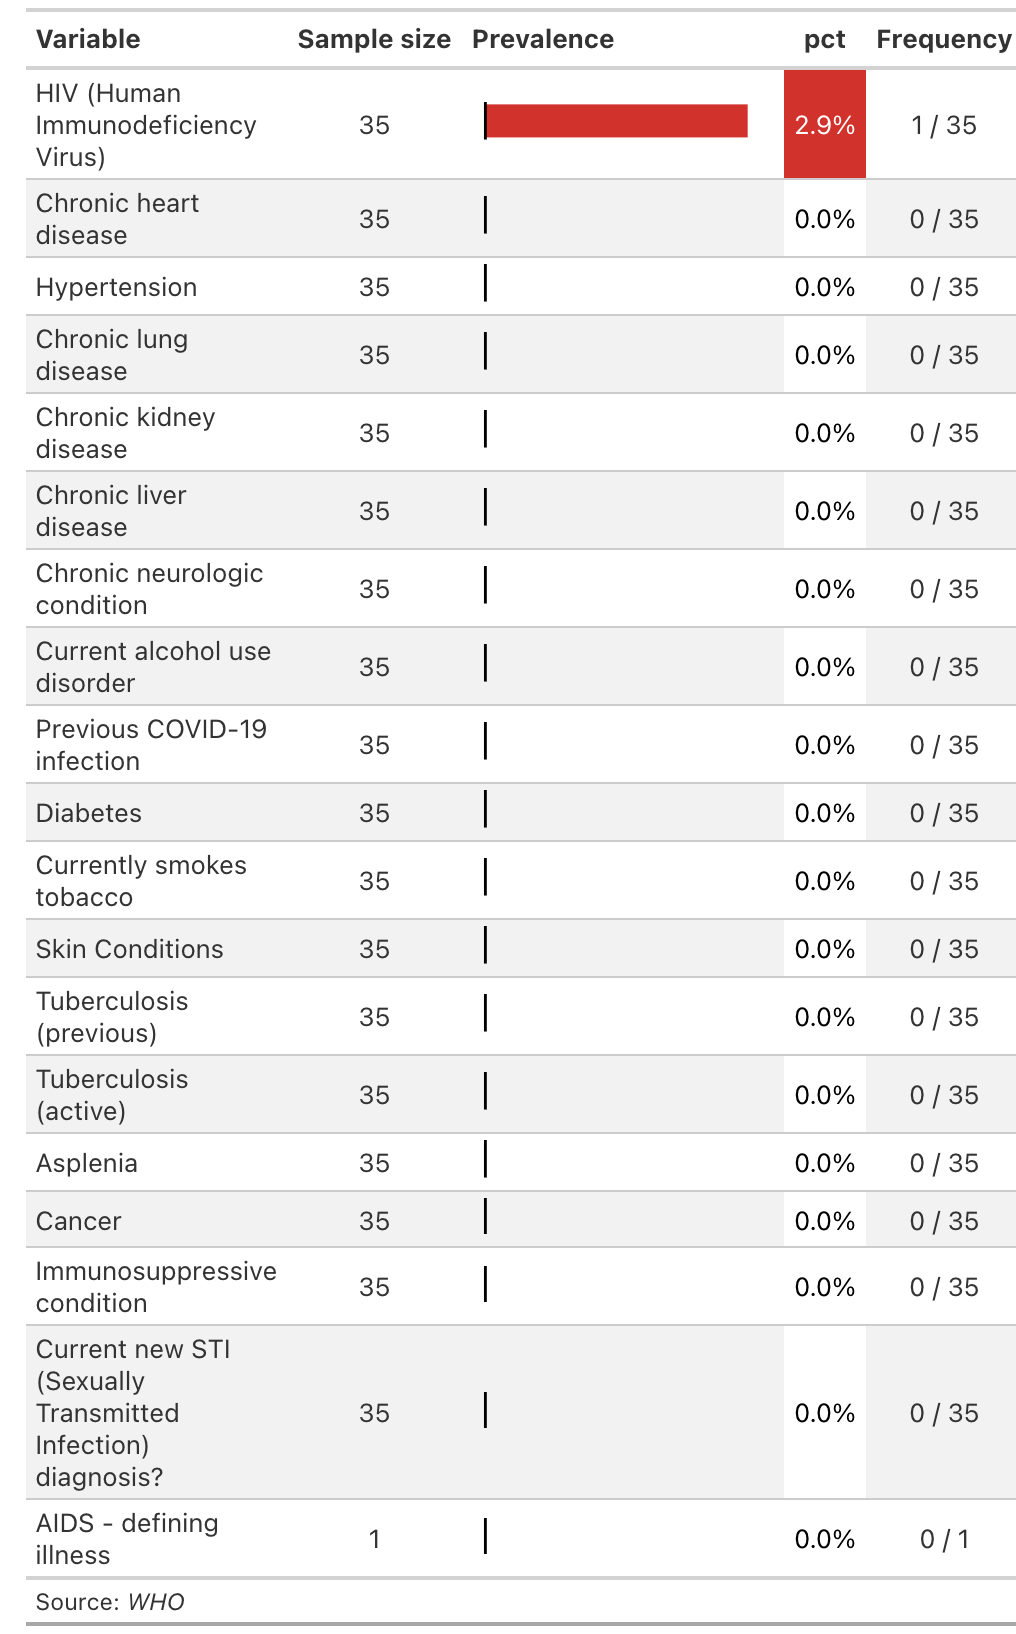 Variable Sample size Prevalence pct Frequency
HIV (Human
Immunodeficiency
Virus) 35 2.9% 1 / 35
Chronic heart
disease 35 0.0% 0 / 35
Hypertension 35 0.0% 0 / 35
Chronic lung
disease 35 0.0% 0 / 35
Chronic kidney
disease 35 0.0% 0 / 35
Chronic liver
disease 35 0.0% 0 / 35
Chronic neurologic
condition 35 0.0% 0 / 35
Current alcohol use
disorder 35 0.0% 0 / 35
Previous COVID-19
infection 35 0.0% 0 / 35
Diabetes 35 0.0% 0 / 35
Currently smokes
tobacco 35 0.0% 0 / 35
Skin Conditions 35 0.0% 0 / 35
Tuberculosis
(previous) 35 0.0% 0 / 35
Tuberculosis
(active) 35 0.0% 0 / 35
Asplenia 35 0.0% 0 / 35
Cancer 35 0.0% 0 / 35
Immunosuppressive
condition 35 0.0% 0 / 35
Current new STI
(Sexually
Transmitted
Infection)
diagnosis? 35 0.0% 0 / 35
AIDS - defining
illness 1 0.0% 0 / 1
Source: WHO